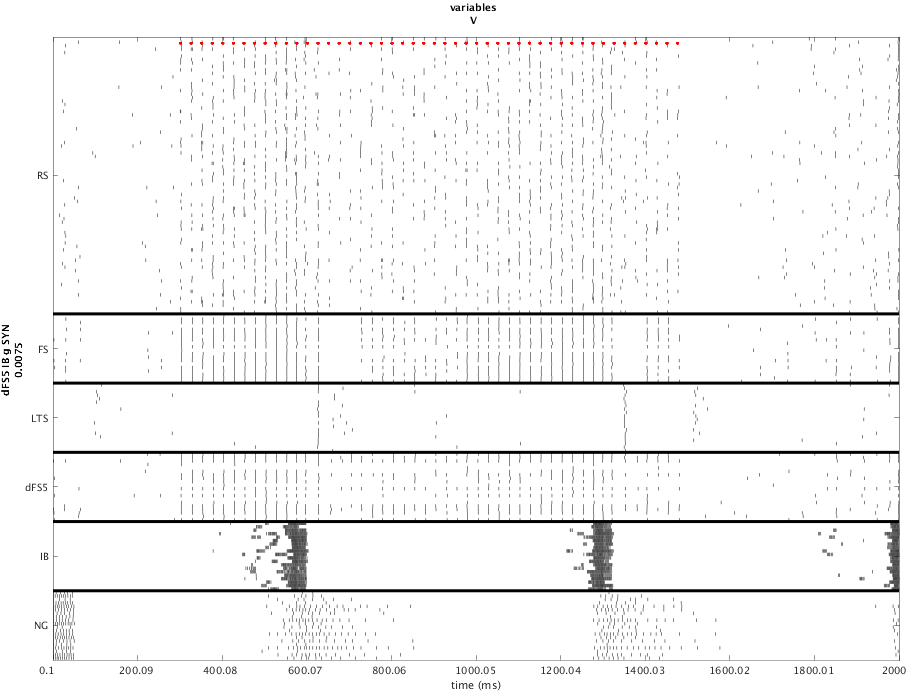 variables
V
RS
FS
LTS
dFS5
IB
NG
dFS5 IB g SYN
0.0075
0.1 200.09 400.08 600.07 800.06 1000.05 1200.04 1400.03 1600.02 1800.01 2000
time (ms)